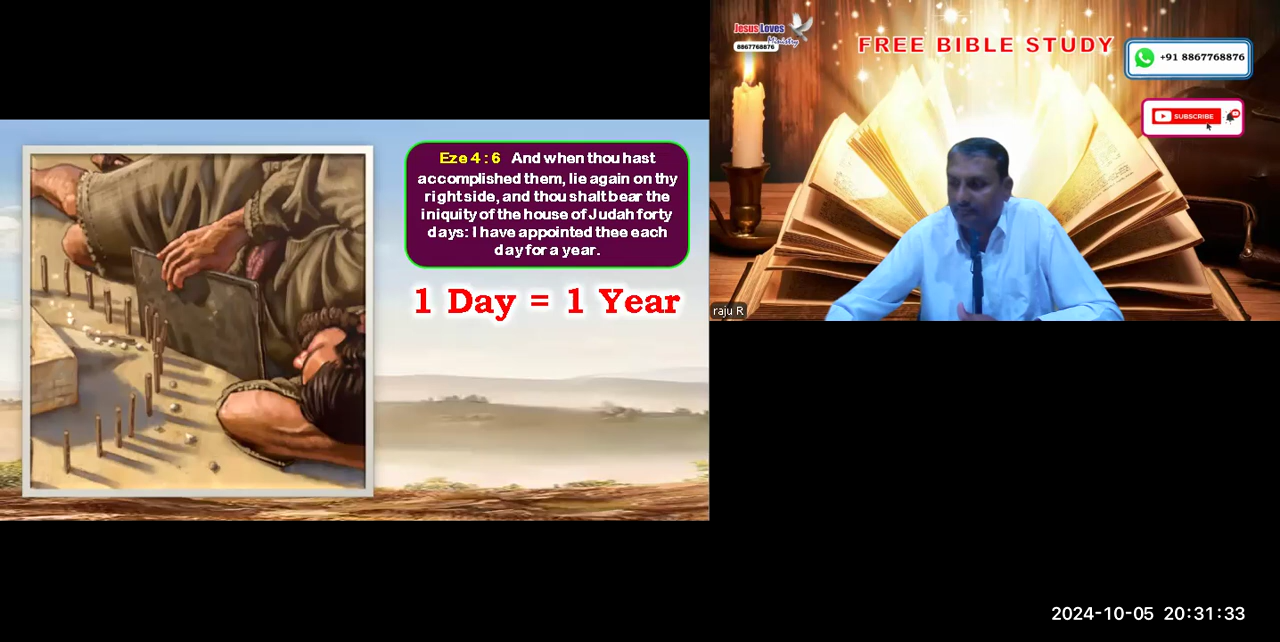 Eze 4 : 6 And when thou hast
accomplished them, lie again on thy
right side, and thou shalt bear the
iniquity of the house of Judah forty
days: I have appointed thee each
day for a year.
1 Day = 1 Year
Jesus Loves
Ministry
8867768876
FREE BIBLE STUDY
+91 8867768876
SUBSCRIBE
raju R
2024-10-05 20:31:33